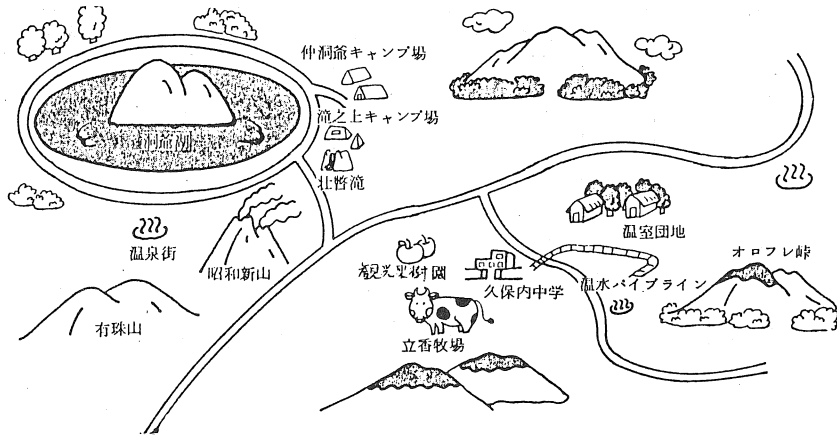 仲洞爺キャンプ場
滝之上キャンプ場
洞爺湖
壮瞥滝
温泉街
昭和新山
有珠山
観光果樹園
久保内中学
温室団地
温水パイプライン
オロフレ峠
立香牧場